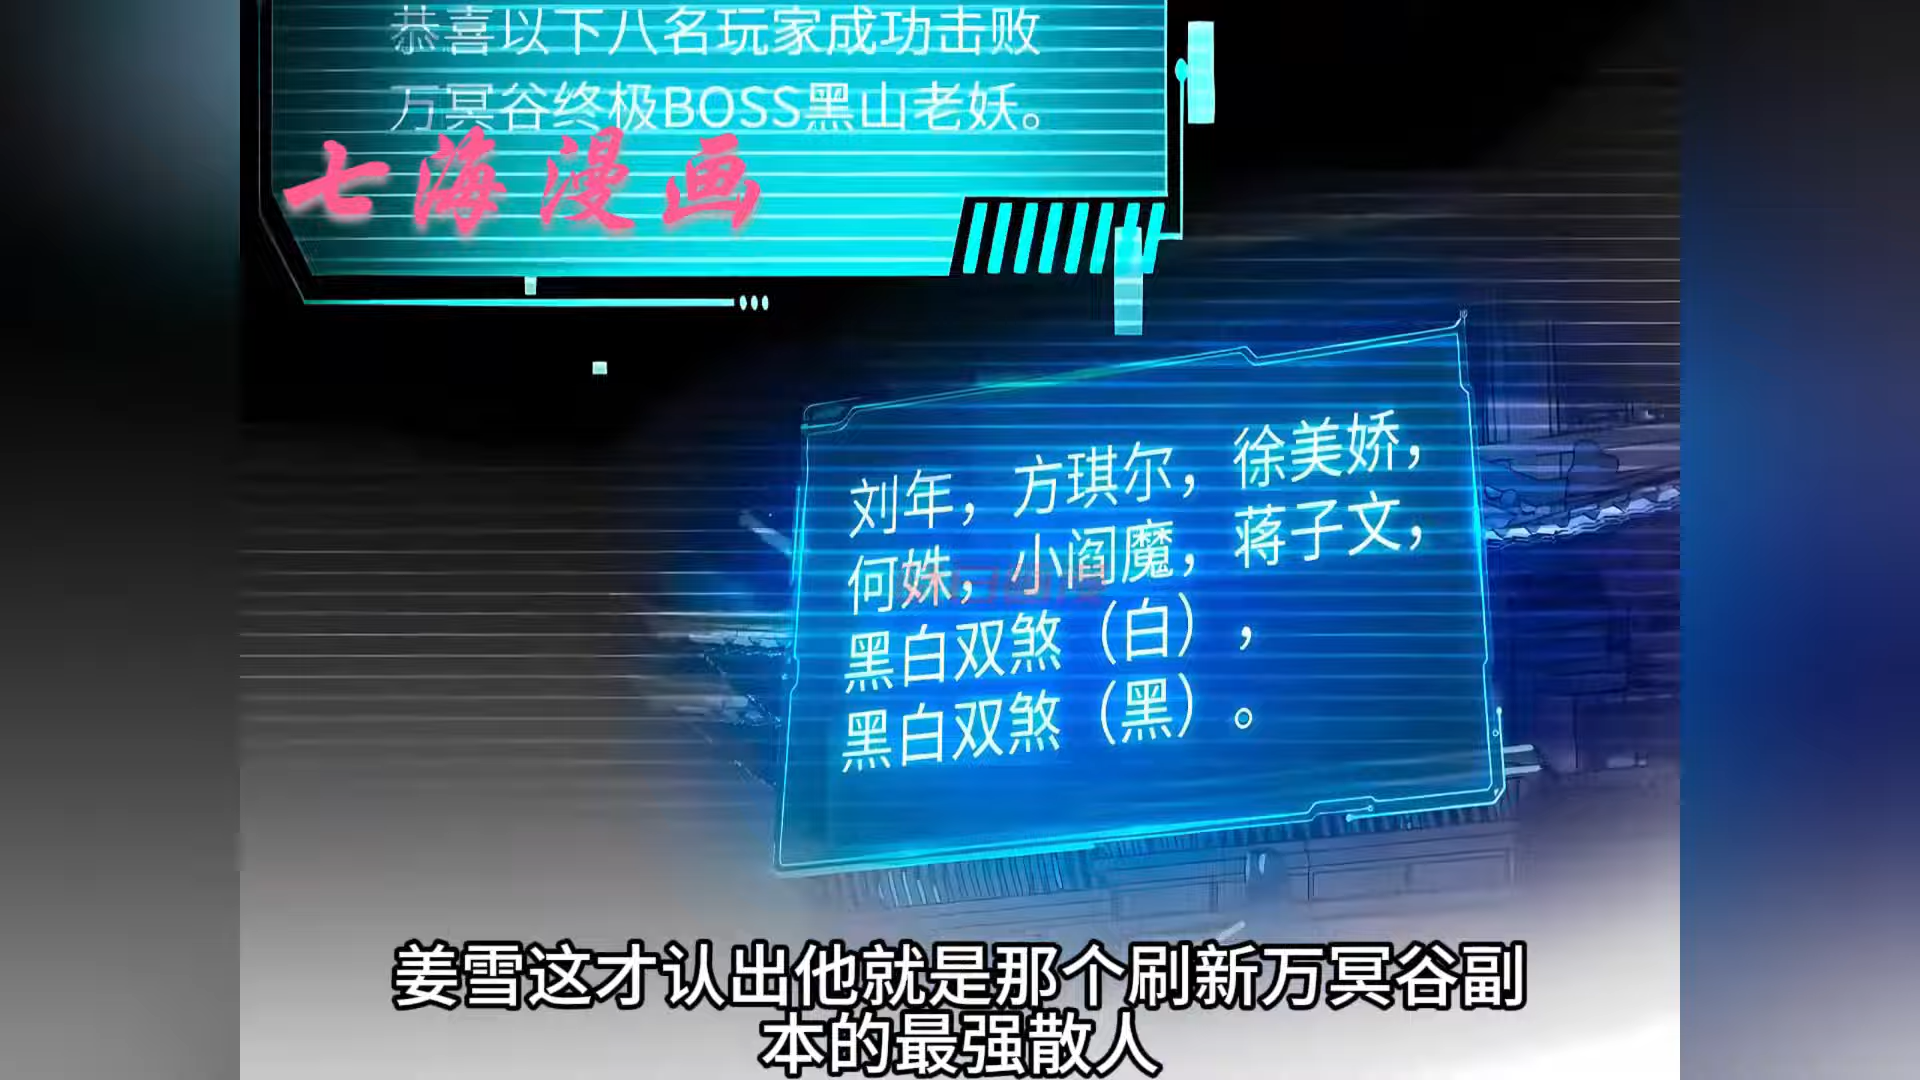 恭喜以下八名玩家成功击败
万冥谷终极BOSS黑山老妖。
七海漫画
刘年，方琪尔，徐美娇，
何姝，小阎魔，蒋子文，
黑白双煞（白），
黑白双煞（黑）。
姜雪这才认出他就是那个刷新万冥谷副
本的最强散人